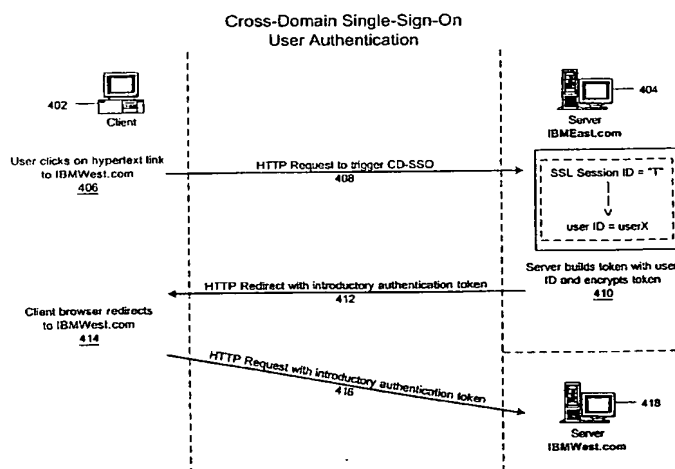 Cross-Domain Single-Sign-On
User Authentication
402
Client
404
Server
IBMEast.com
User clicks on hypertext link
to IBMWest.com
406
HTTP Request to trigger CD-SSO
408
SSL Session ID = "T"
user ID = userX
Server builds token with user
ID and encrypts token
410
HTTP Redirect with introductory authentication token
412
Client browser redirects
to IBMWest.com
414
HTTP Request with introductory authentication token
416
418
Server
IBMWest.com